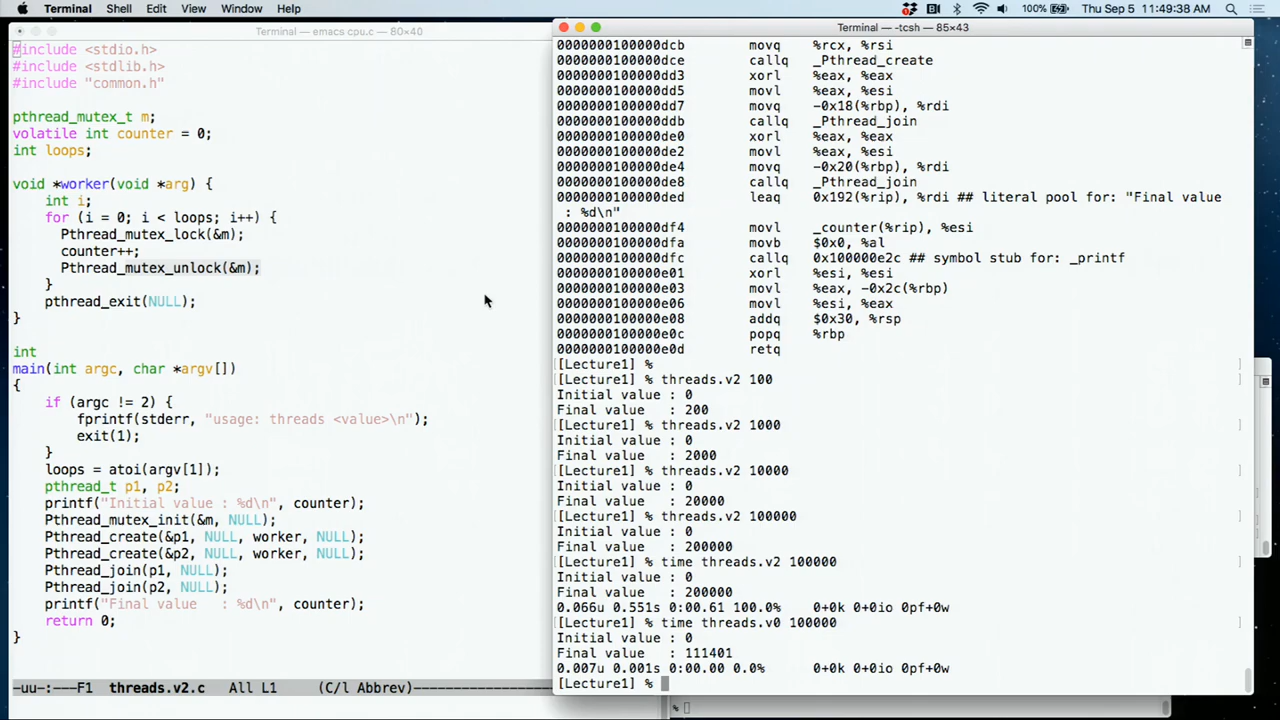 Terminal Shell Edit View Window Help 100% Thu Sep 5 11:49:38 AM
Terminal — emacs cpu.c — 80×40
#include <stdio.h>
#include <stdlib.h>
#include "common.h"
pthread_mutex_t m;
volatile int counter = 0;
int loops;
void *worker(void *arg) {
int i;
for (i = 0; i < loops; i++) {
Pthread_mutex_lock(&m);
counter++;
Pthread_mutex_unlock(&m);
}
pthread_exit(NULL);
}
int
main(int argc, char *argv[])
{
if (argc != 2) {
fprintf(stderr, "usage: threads <value>\n");
exit(1);
}
loops = atoi(argv[1]);
pthread_t p1, p2;
printf("Initial value : %d\n", counter);
Pthread_mutex_init(&m, NULL);
Pthread_create(&p1, NULL, worker, NULL);
Pthread_create(&p2, NULL, worker, NULL);
Pthread_join(p1, NULL);
Pthread_join(p2, NULL);
printf("Final value   : %d\n", counter);
return 0;
}
-uu-:---F1 threads.v2.c All L1 (C/l Abbrev)----------------------------
Terminal — -tcsh — 85×43
0000000100000dcb movq %rcx, %rsi
0000000100000dce callq _Pthread_create
0000000100000dd3 xorl %eax, %eax
0000000100000dd5 movl %eax, %esi
0000000100000dd7 movq -0x18(%rbp), %rdi
0000000100000ddb callq _Pthread_join
0000000100000de0 xorl %eax, %eax
0000000100000de2 movl %eax, %esi
0000000100000de4 movq -0x20(%rbp), %rdi
0000000100000de8 callq _Pthread_join
0000000100000ded leaq 0x192(%rip), %rdi ## literal pool for: "Final value
: %d\n"
0000000100000df4 movl _counter(%rip), %esi
0000000100000dfa movb $0x0, %al
0000000100000dfc callq 0x100000e2c ## symbol stub for: _printf
0000000100000e01 xorl %esi, %esi
0000000100000e03 movl %eax, -0x2c(%rbp)
0000000100000e06 movl %esi, %eax
0000000100000e08 addq $0x30, %rsp
0000000100000e0c popq %rbp
0000000100000e0d retq
[[Lecture1] % ]
[[Lecture1] % threads.v2 100 ]
Initial value : 0
Final value   : 200
[[Lecture1] % threads.v2 1000 ]
Initial value : 0
Final value   : 2000
[[Lecture1] % threads.v2 10000 ]
Initial value : 0
Final value   : 20000
[[Lecture1] % threads.v2 100000 ]
Initial value : 0
Final value   : 200000
[[Lecture1] % time threads.v2 100000 ]
Initial value : 0
Final value   : 200000
0.066u 0.551s 0:00.61 100.0% 0+0k 0+0io 0pf+0w
[[Lecture1] % time threads.v0 100000 ]
Initial value : 0
Final value   : 111401
0.007u 0.001s 0:00.00 0.0% 0+0k 0+0io 0pf+0w
[Lecture1] %
%